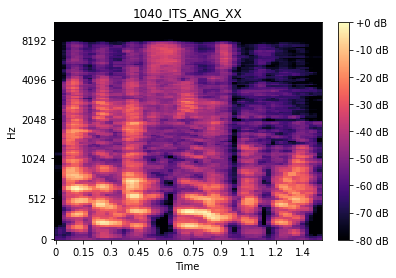 1040_ITS_ANG_XX
8192
4096
2048
1024
512
0
Hz
0 0.15 0.3 0.45 0.6 0.75 0.9 1.1 1.2 1.4
Time
+0 dB
-10 dB
-20 dB
-30 dB
-40 dB
-50 dB
-60 dB
-70 dB
-80 dB